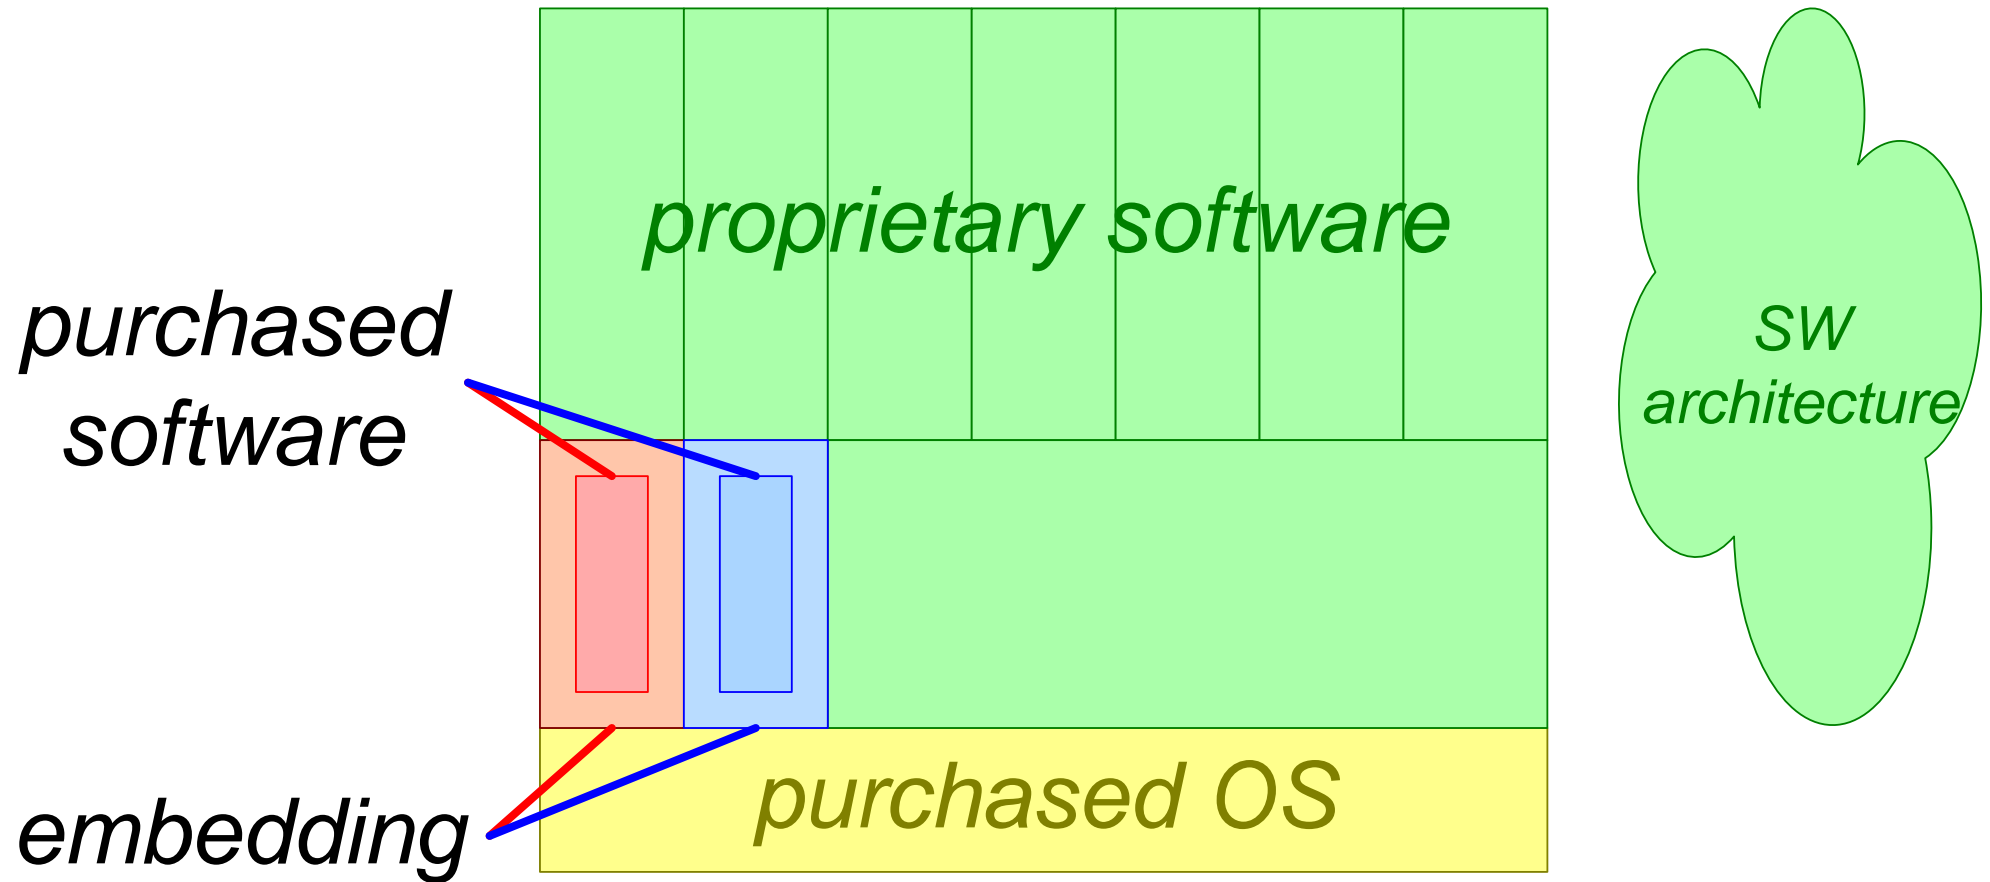 proprietary software
purchased
software
SW
architecture
purchased OS
embedding